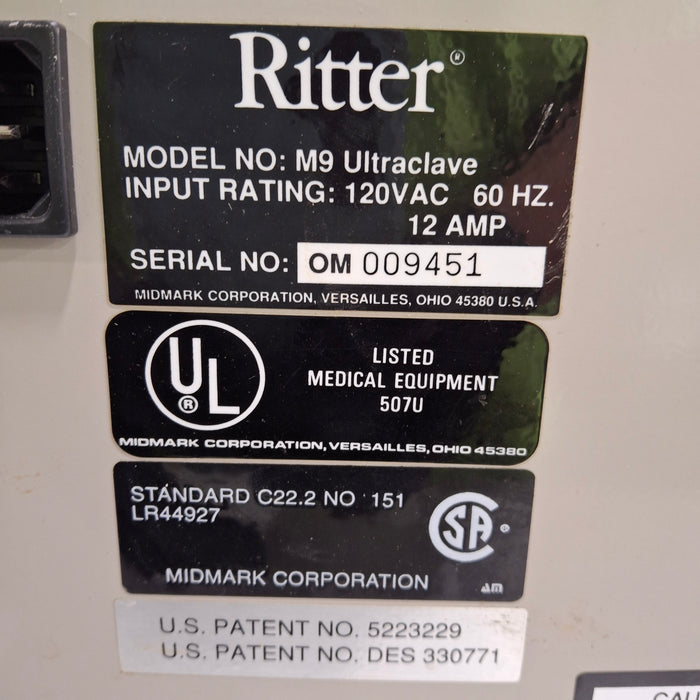 Ritter®
MODEL NO: M9 Ultraclave
INPUT RATING: 120VAC 60 HZ.
12 AMP
SERIAL NO: OM 009451
MIDMARK CORPORATION, VERSAILLES, OHIO 45380 U.S.A.
UL®
LISTED
MEDICAL EQUIPMENT
507U
MIDMARK CORPORATION, VERSAILLES, OHIO 45380
STANDARD C22.2 NO 151
LR44927
SA
MIDMARK CORPORATION
U.S. PATENT NO. 5223229
U.S. PATENT NO. DES 330771